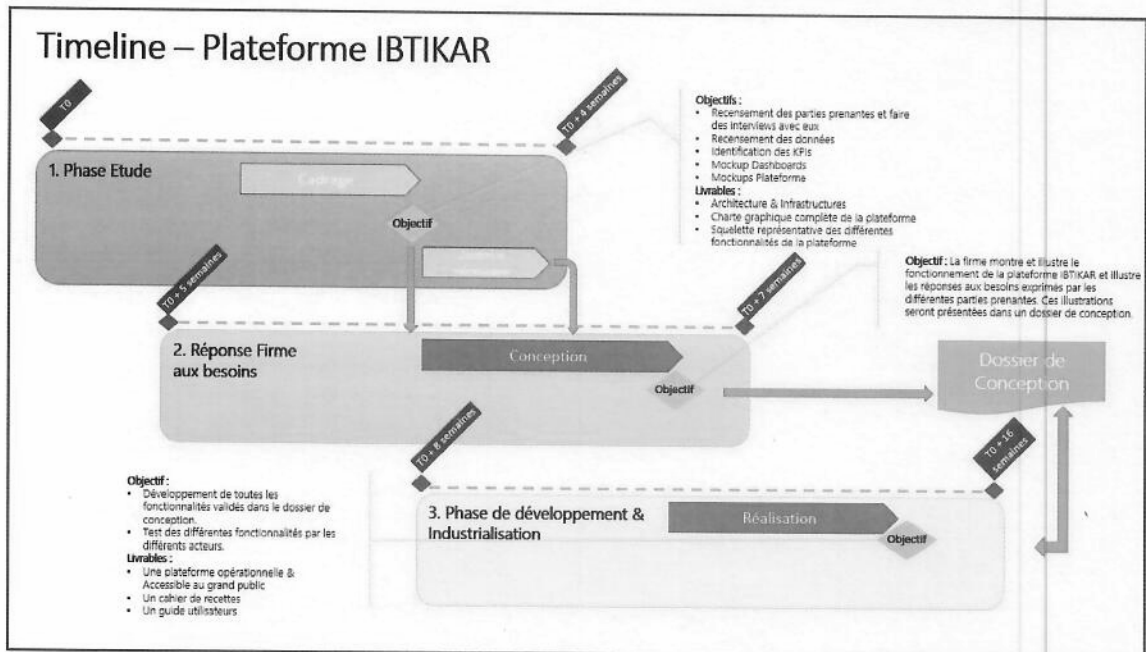 Timeline – Plateforme IBTIKAR
T0
T0 + 4 semaines
1. Phase Etude
Cadrage
Objectif
Objectifs :
• Recensement des parties prenantes et faire
des interviews avec eux
• Recensement des données
• Identification des KPIs
• Mockup Dashboards
• Mockups Plateforme
Livrables :
• Architecture & Infrastructures
• Charte graphique complète de la plateforme
• Squelette représentative des différentes
fonctionnalités de la plateforme
T0 + 5 semaines
T0 + 7 semaines
2. Réponse Firme
aux besoins
Conception
Objectif
Objectif : La firme montre et illustre le
fonctionnement de la plateforme IBTIKAR et illustre
les réponses aux besoins exprimés par les
différentes parties prenantes. Ces illustrations
seront présentées dans un dossier de conception.
Dossier de
Conception
T0 + 8 semaines
T0 + 16
semaines
3. Phase de développement &
Industrialisation
Réalisation
Objectif
Objectif :
• Développement de toutes les
fonctionnalités validés dans le dossier de
conception.
• Test des différentes fonctionnalités par les
différents acteurs.
Livrables :
• Une plateforme opérationnelle &
Accessible au grand public
• Un cahier de recettes
• Un guide utilisateurs